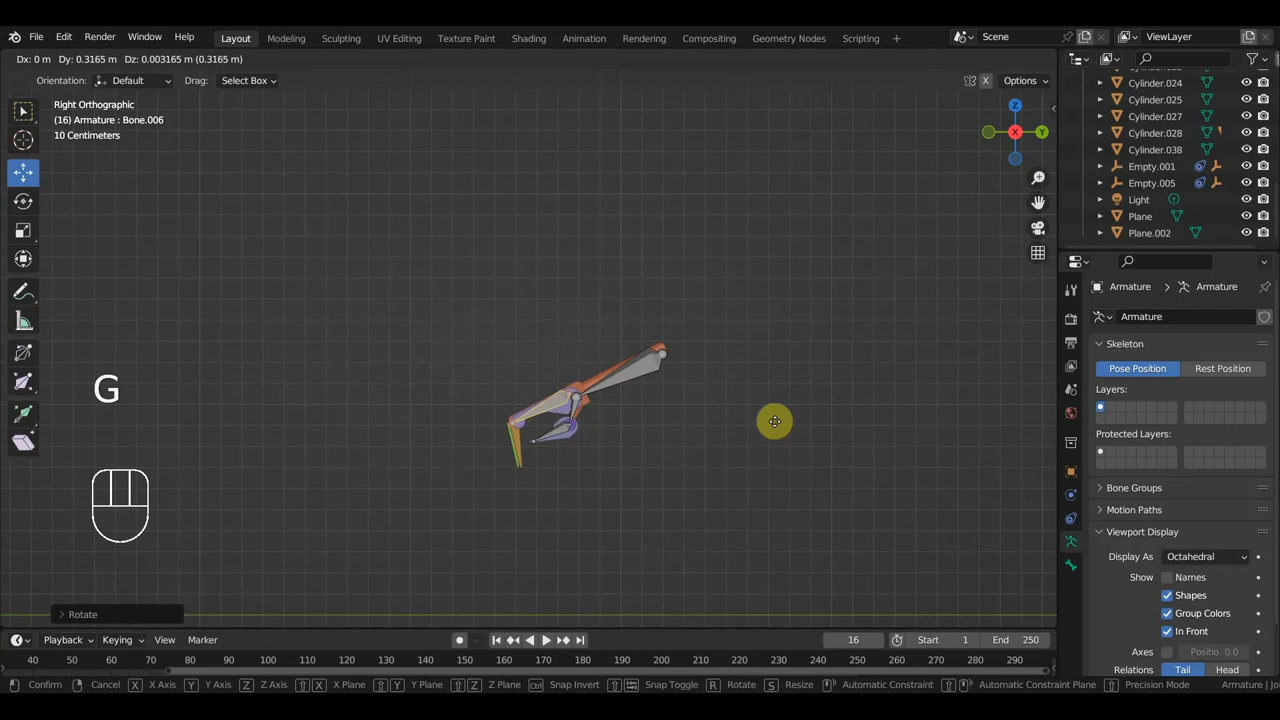 File Edit Render Window Help Layout Modeling Sculpting UV Editing Texture Paint Shading Animation Rendering Compositing Geometry Nodes Scripting + Scene ViewLayer
Dx: 0 m Dy: 0.3165 m Dz: 0.003165 m (0.3165 m)
Orientation: Default Drag: Select Box X Options
Right Orthographic
(16) Armature : Bone.006
10 Centimeters
Z
X
Y
G
Rotate
Cylinder.024
Cylinder.025
Cylinder.027
Cylinder.028
Cylinder.038
Empty.001
Empty.005
Light
Plane
Plane.002
Armature > Armature
Armature
Skeleton
Pose Position Rest Position
Layers:
Protected Layers:
Bone Groups
Motion Paths
Viewport Display
Display As Octahedral
Show Names
Shapes
Group Colors
In Front
Axes Positio 0.0
Relations Tail Head
Playback Keying View Marker 16 Start 1 End 250
40 50 60 70 80 90 100 110 120 130 140 150 160 170 180 190 200 210 220 230 240 250 260 270 280 290
Confirm Cancel X X Axis Y Y Axis Z Z Axis X X Plane Y Y Plane Z Z Plane Ctrl Snap Invert Snap Toggle R Rotate S Resize Automatic Constraint Automatic Constraint Plane Precision Mode Armature | Jo